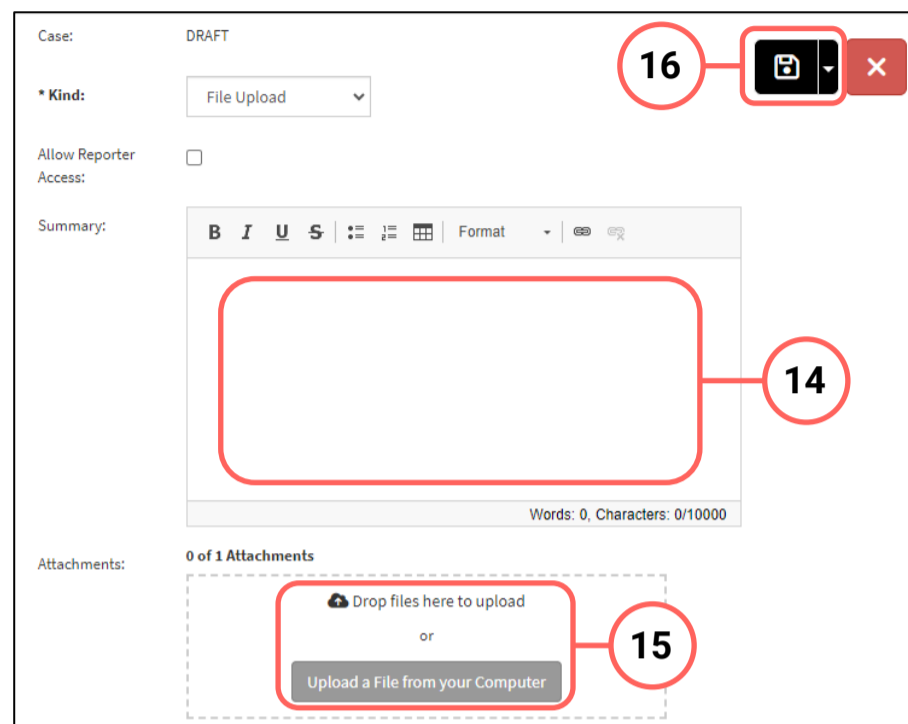 Case: DRAFT
16
* Kind: File Upload
Allow Reporter
Access:
Summary:
B I U S Format
14
Words: 0, Characters: 0/10000
Attachments: 0 of 1 Attachments
Drop files here to upload
or
15
Upload a File from your Computer